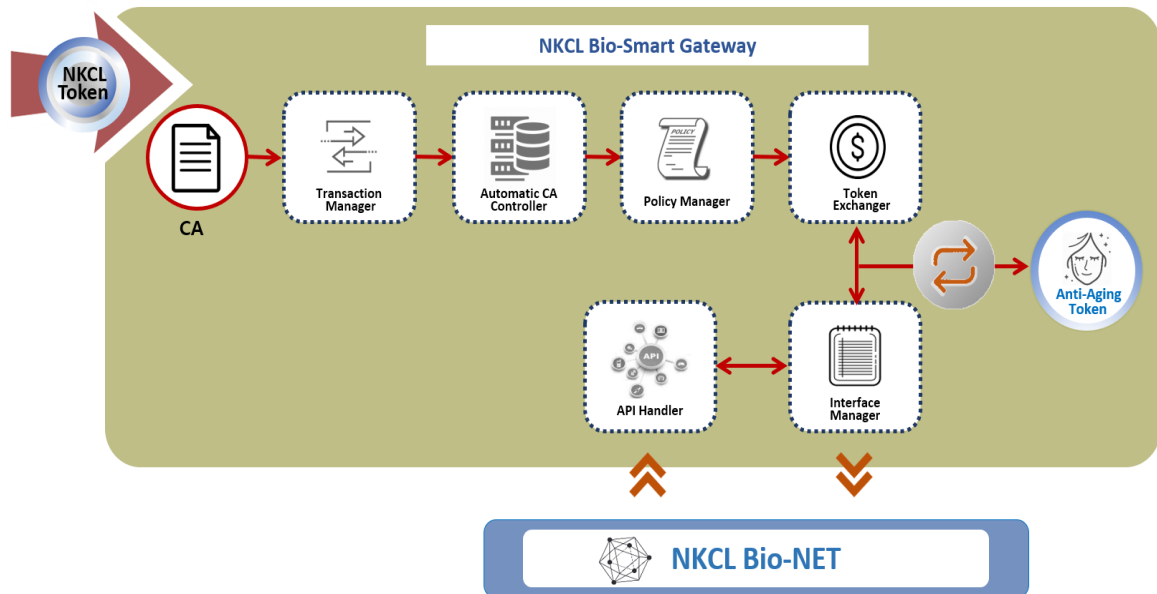 NKCL Bio-Smart Gateway
NKCL
Token
CA
Transaction
Manager
Automatic CA
Controller
POLICY
Policy Manager
$
Token
Exchanger
Anti-Aging
Token
API
API Handler
Interface
Manager
NKCL Bio-NET